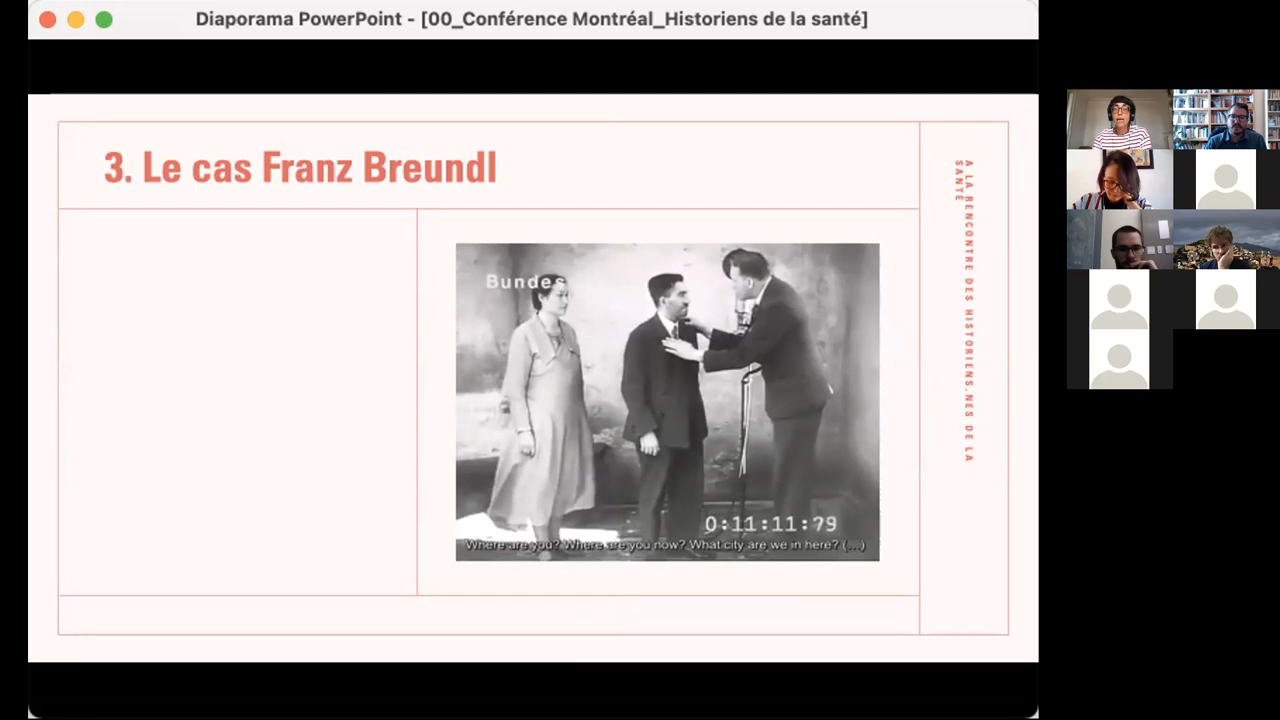 Diaporama PowerPoint - [00_Conférence Montréal_Historiens de la santé]
3. Le cas Franz Breundl
Bundes
0:11:11:79
Where are you? Where are you now? What city are we in here? (...)
A LA RENCONTRE DES HISTORIENS.NES DE LA
SANTÉ